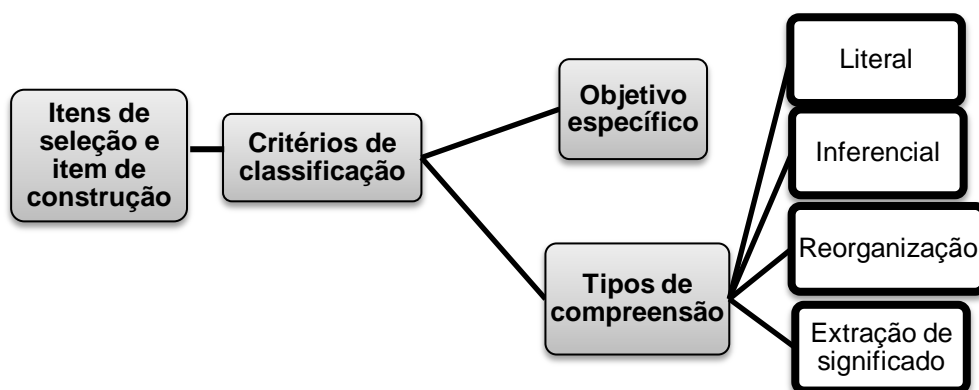 Itens de
seleção e
item de
construção
Critérios de
classificação
Objetivo
específico
Tipos de
compreensão
Literal
Inferencial
Reorganização
Extração de
significado